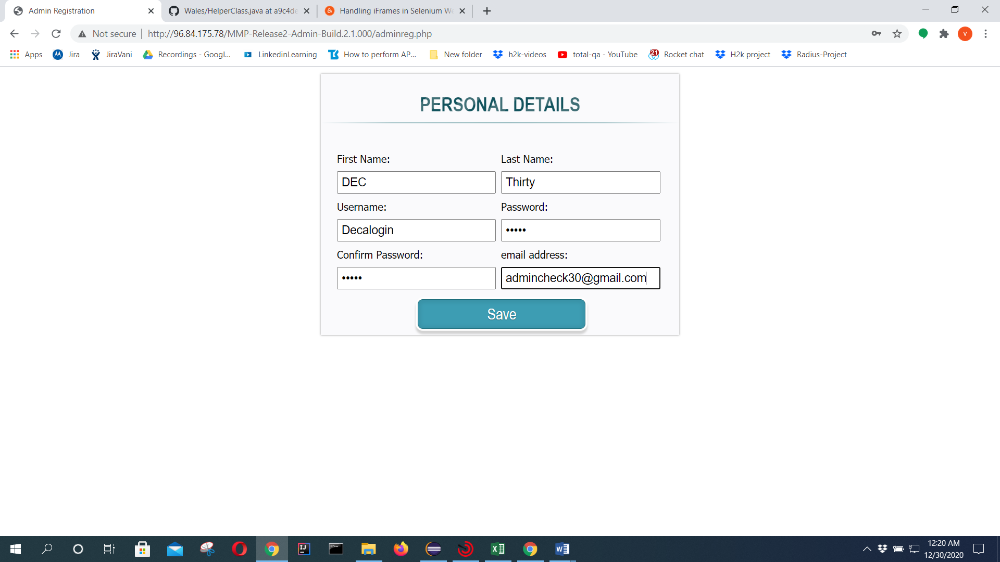 Admin Registration
Wales/HelperClass.java at a9c4de
Handling iFrames in Selenium We
Not secure
http://96.84.175.78/MMP-Release2-Admin-Build.2.1.000/adminreg.php
V
Apps
Jira
JiraVani
Recordings - Googl...
LinkedinLearning
How to perform AP...
New folder
h2k-videos
total-qa - YouTube
21
Rocket chat
H2k project
Radius-Project
PERSONAL DETAILS
First Name:
Last Name:
DEC
Thirty
Username:
Password:
Decalogin
•••••
Confirm Password:
email address:
•••••
admincheck30@gmail.com
Save
12:20 AM
12/30/2020